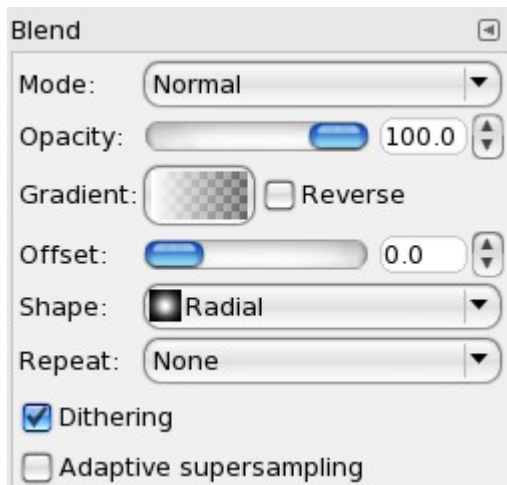 Blend
Mode: Normal
Opacity: 100.0
Gradient: Reverse
Offset: 0.0
Shape: Radial
Repeat: None
Dithering
Adaptive supersampling